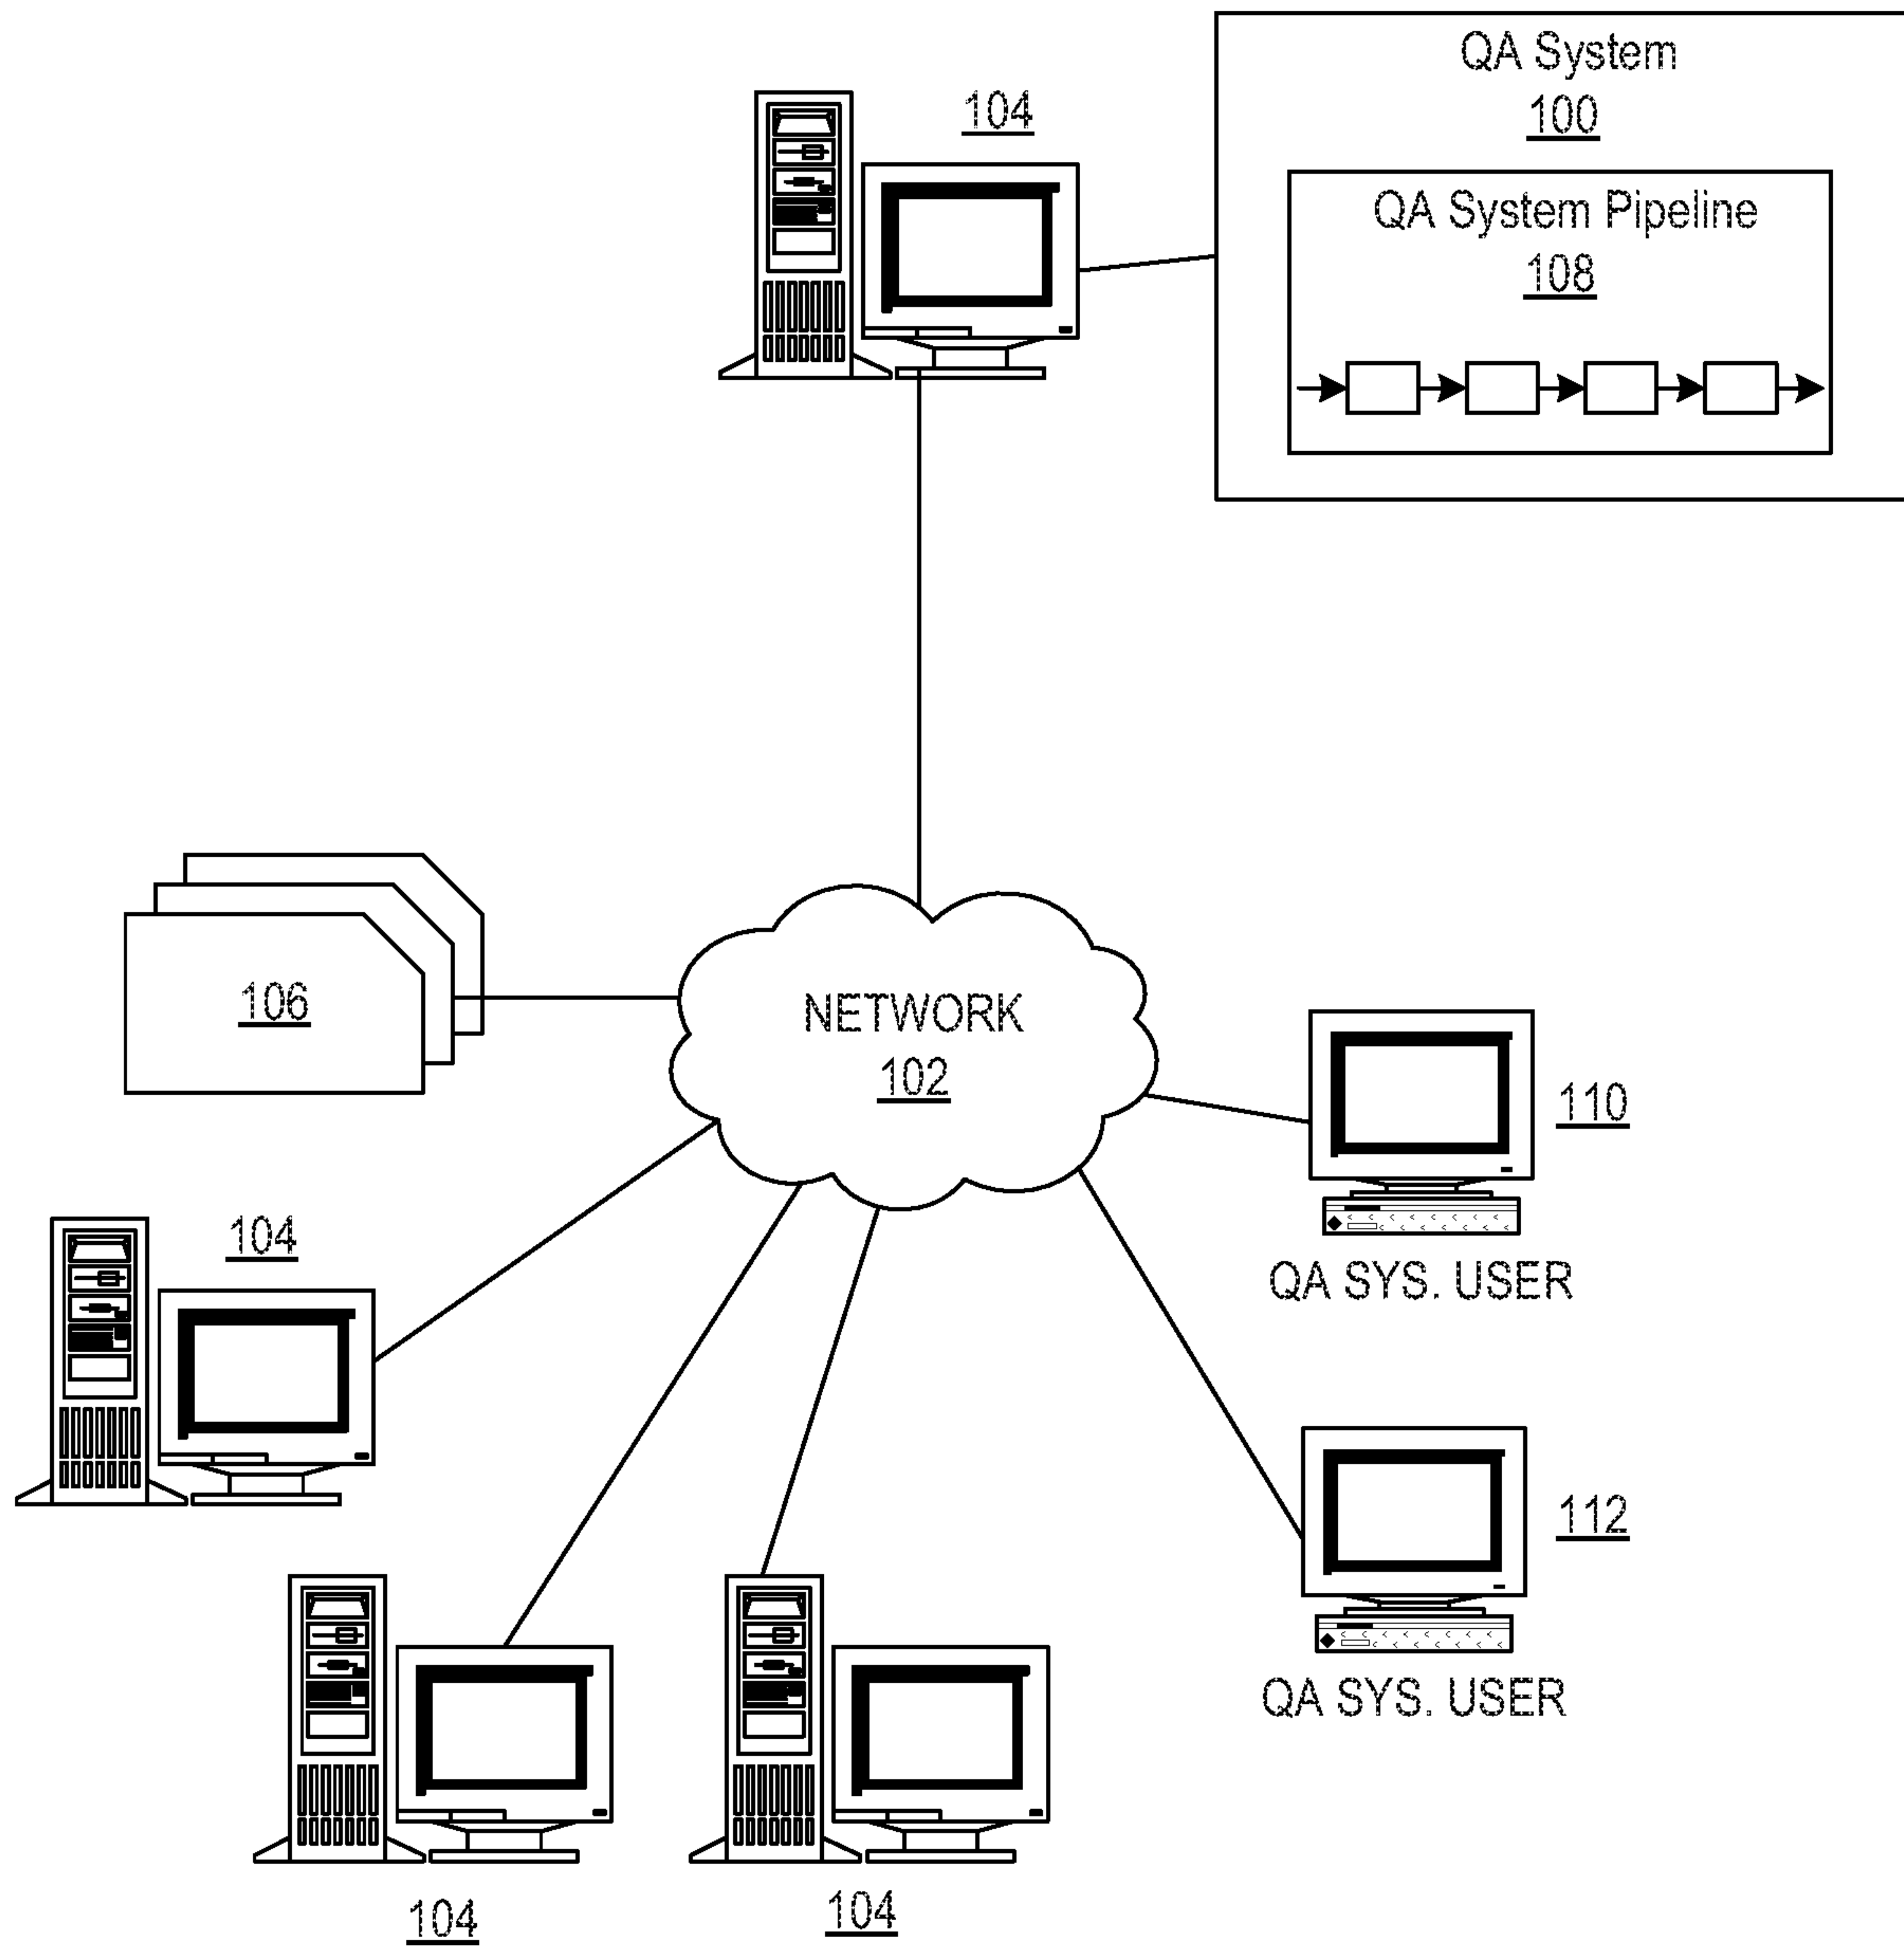 QA System
100
104
QA System Pipeline
108
106
NETWORK
102
110
QA SYS. USER
104
112
QA SYS. USER
104
104